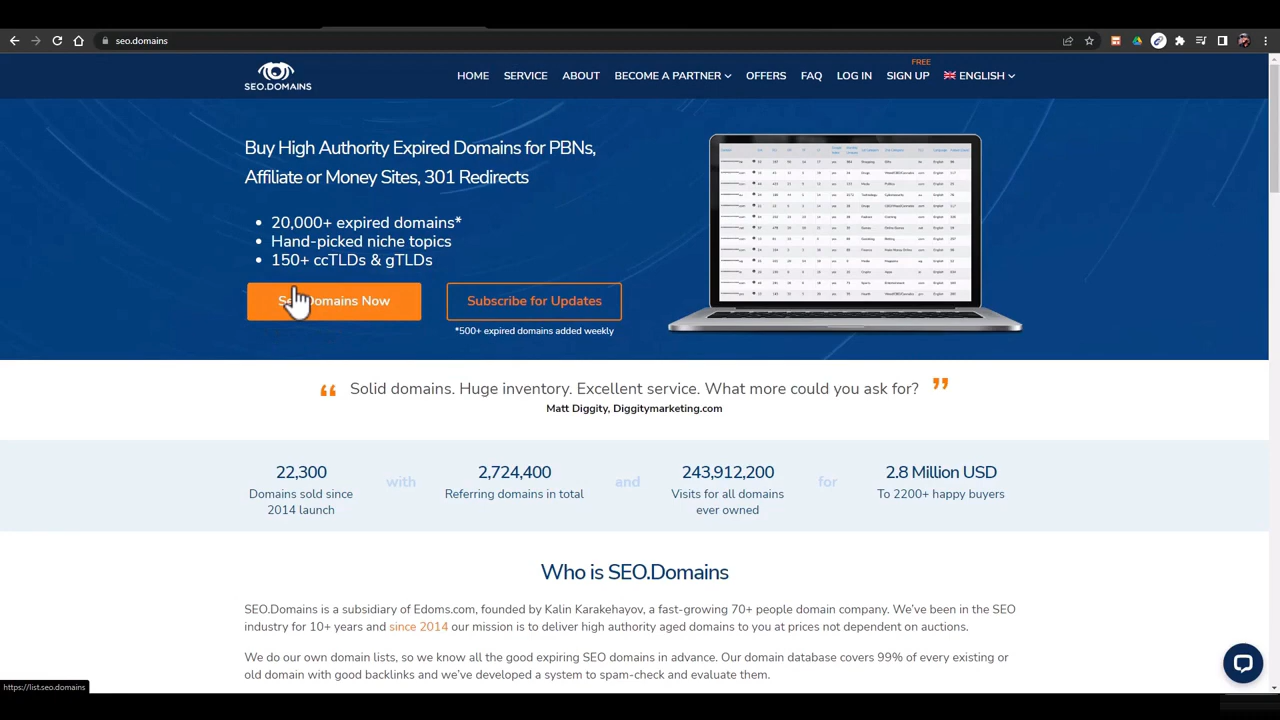 seo.domains
SEO.DOMAINS
HOME
SERVICE
ABOUT
BECOME A PARTNER
OFFERS
FAQ
LOG IN
FREE
SIGN UP
ENGLISH
Buy High Authority Expired Domains for PBNs,
Affiliate or Money Sites, 301 Redirects
20,000+ expired domains*
Hand-picked niche topics
150+ ccTLDs & gTLDs
Domains Now
Subscribe for Updates
*500+ expired domains added weekly
“ Solid domains. Huge inventory. Excellent service. What more could you ask for? ”
Matt Diggity, Diggitymarketing.com
22,300
Domains sold since
2014 launch
with
2,724,400
Referring domains in total
and
243,912,200
Visits for all domains
ever owned
for
2.8 Million USD
To 2200+ happy buyers
Who is SEO.Domains
SEO.Domains is a subsidiary of Edoms.com, founded by Kalin Karakehayov, a fast-growing 70+ people domain company. We’ve been in the SEO
industry for 10+ years and since 2014 our mission is to deliver high authority aged domains to you at prices not dependent on auctions.
We do our own domain lists, so we know all the good expiring SEO domains in advance. Our domain database covers 99% of every existing or
old domain with good backlinks and we’ve developed a system to spam-check and evaluate them.
https://list.seo.domains